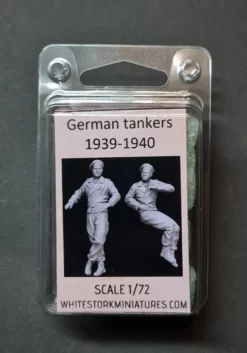 German tankers
1939-1940
SCALE 1/72
WHITESTORKMINIATURES.COM